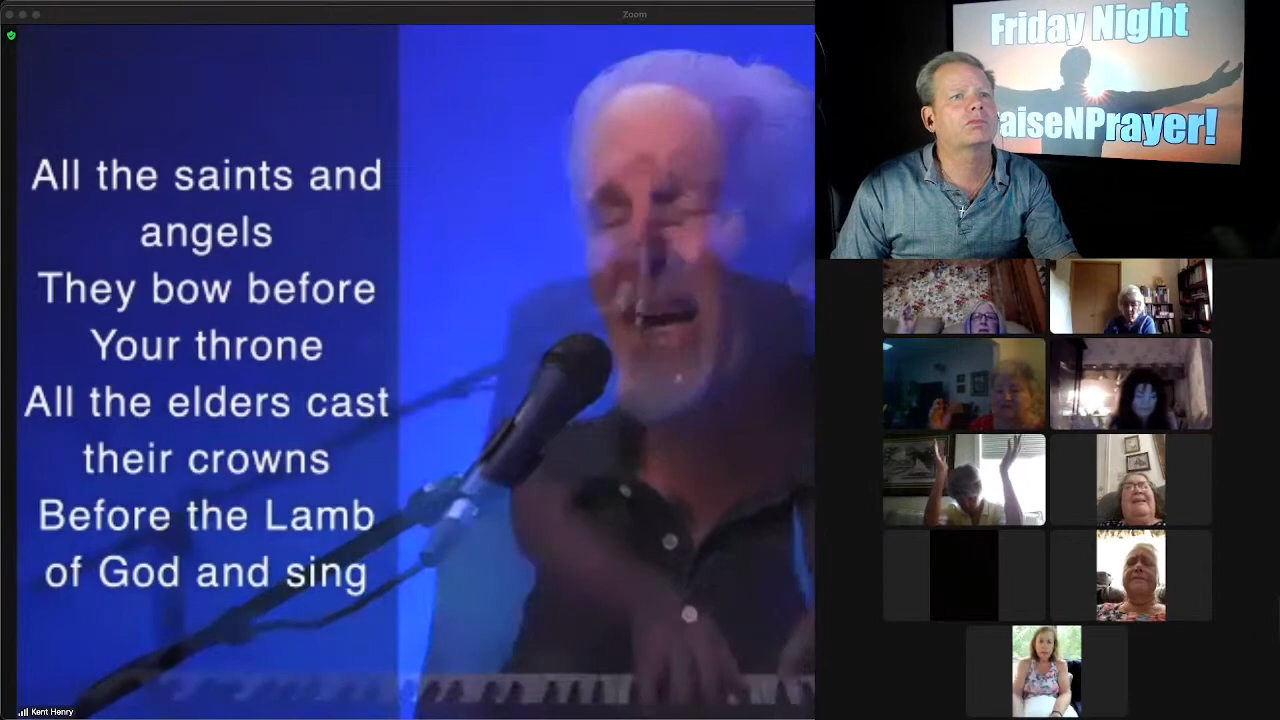 Zoom
All the saints and
angels
They bow before
Your throne
All the elders cast
their crowns
Before the Lamb
of God and sing
Kent Henry
Friday Night
raiseNPrayer!